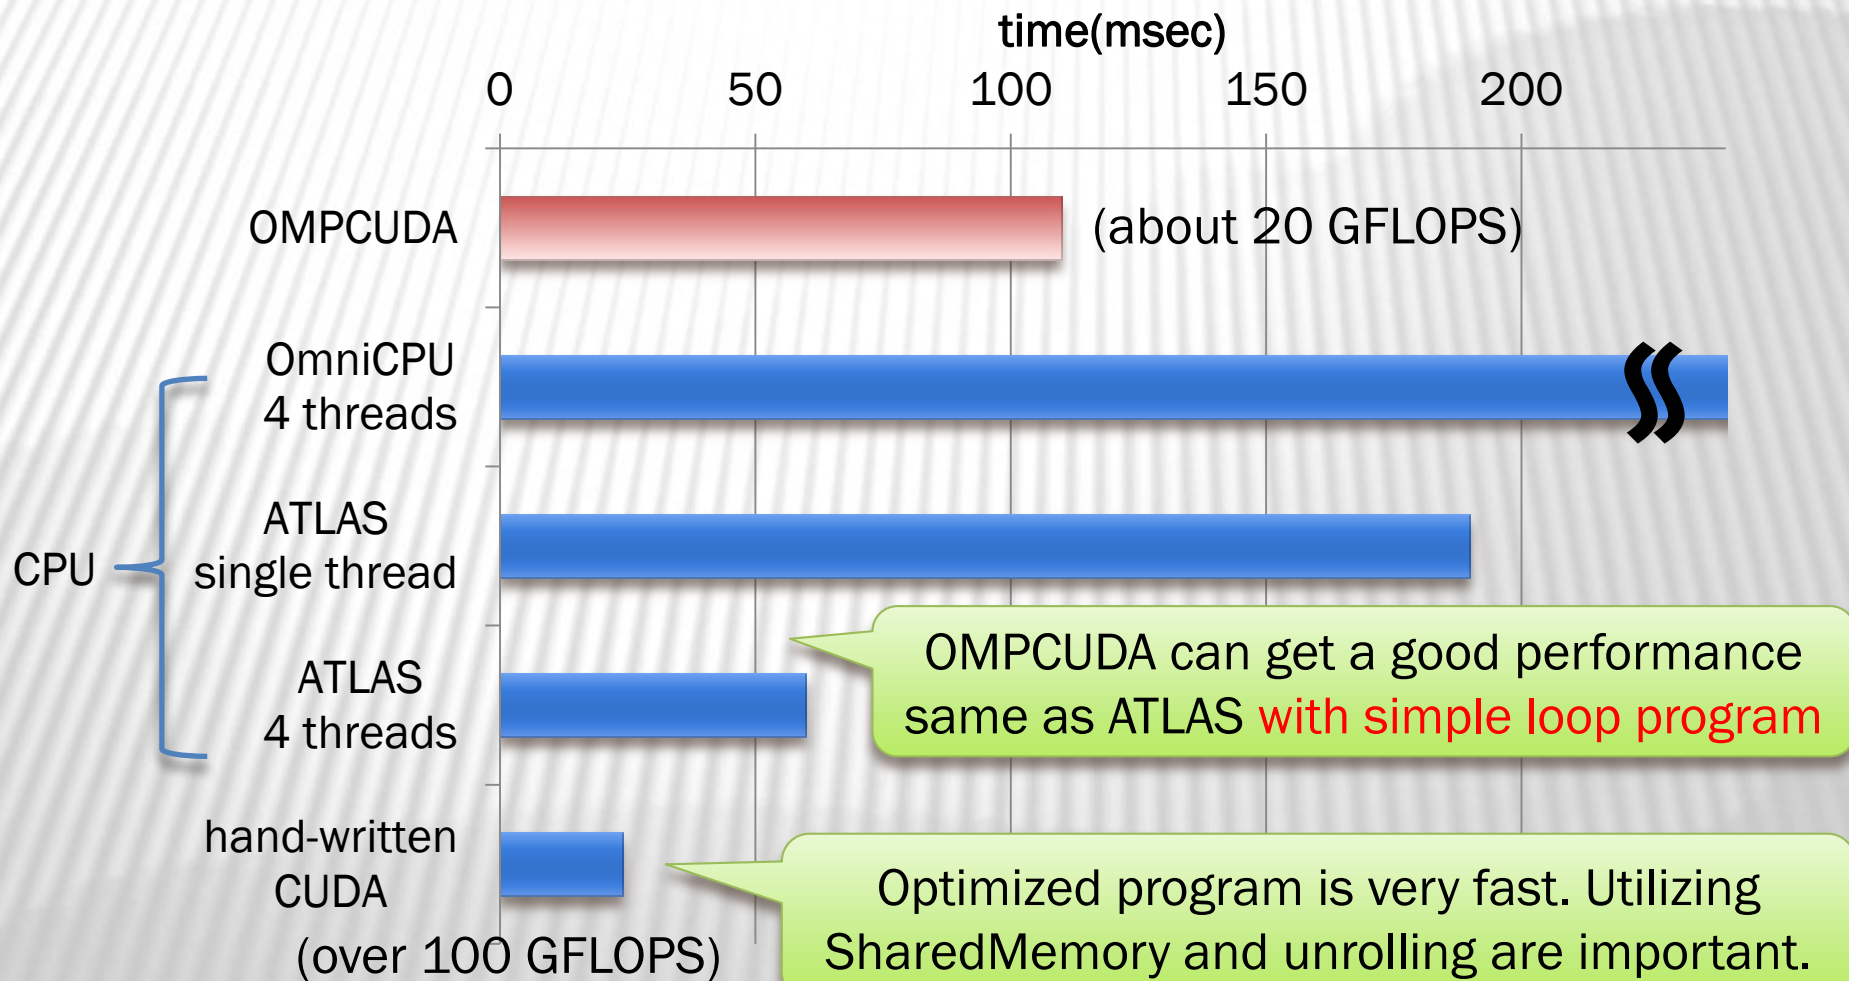 time(msec)
0 50 100 150 200
OMPCUDA
(about 20 GFLOPS)
OmniCPU
4 threads
CPU
ATLAS
single thread
ATLAS
4 threads
OMPCUDA can get a good performance
same as ATLAS with simple loop program
hand-written
CUDA
(over 100 GFLOPS)
Optimized program is very fast. Utilizing
SharedMemory and unrolling are important.